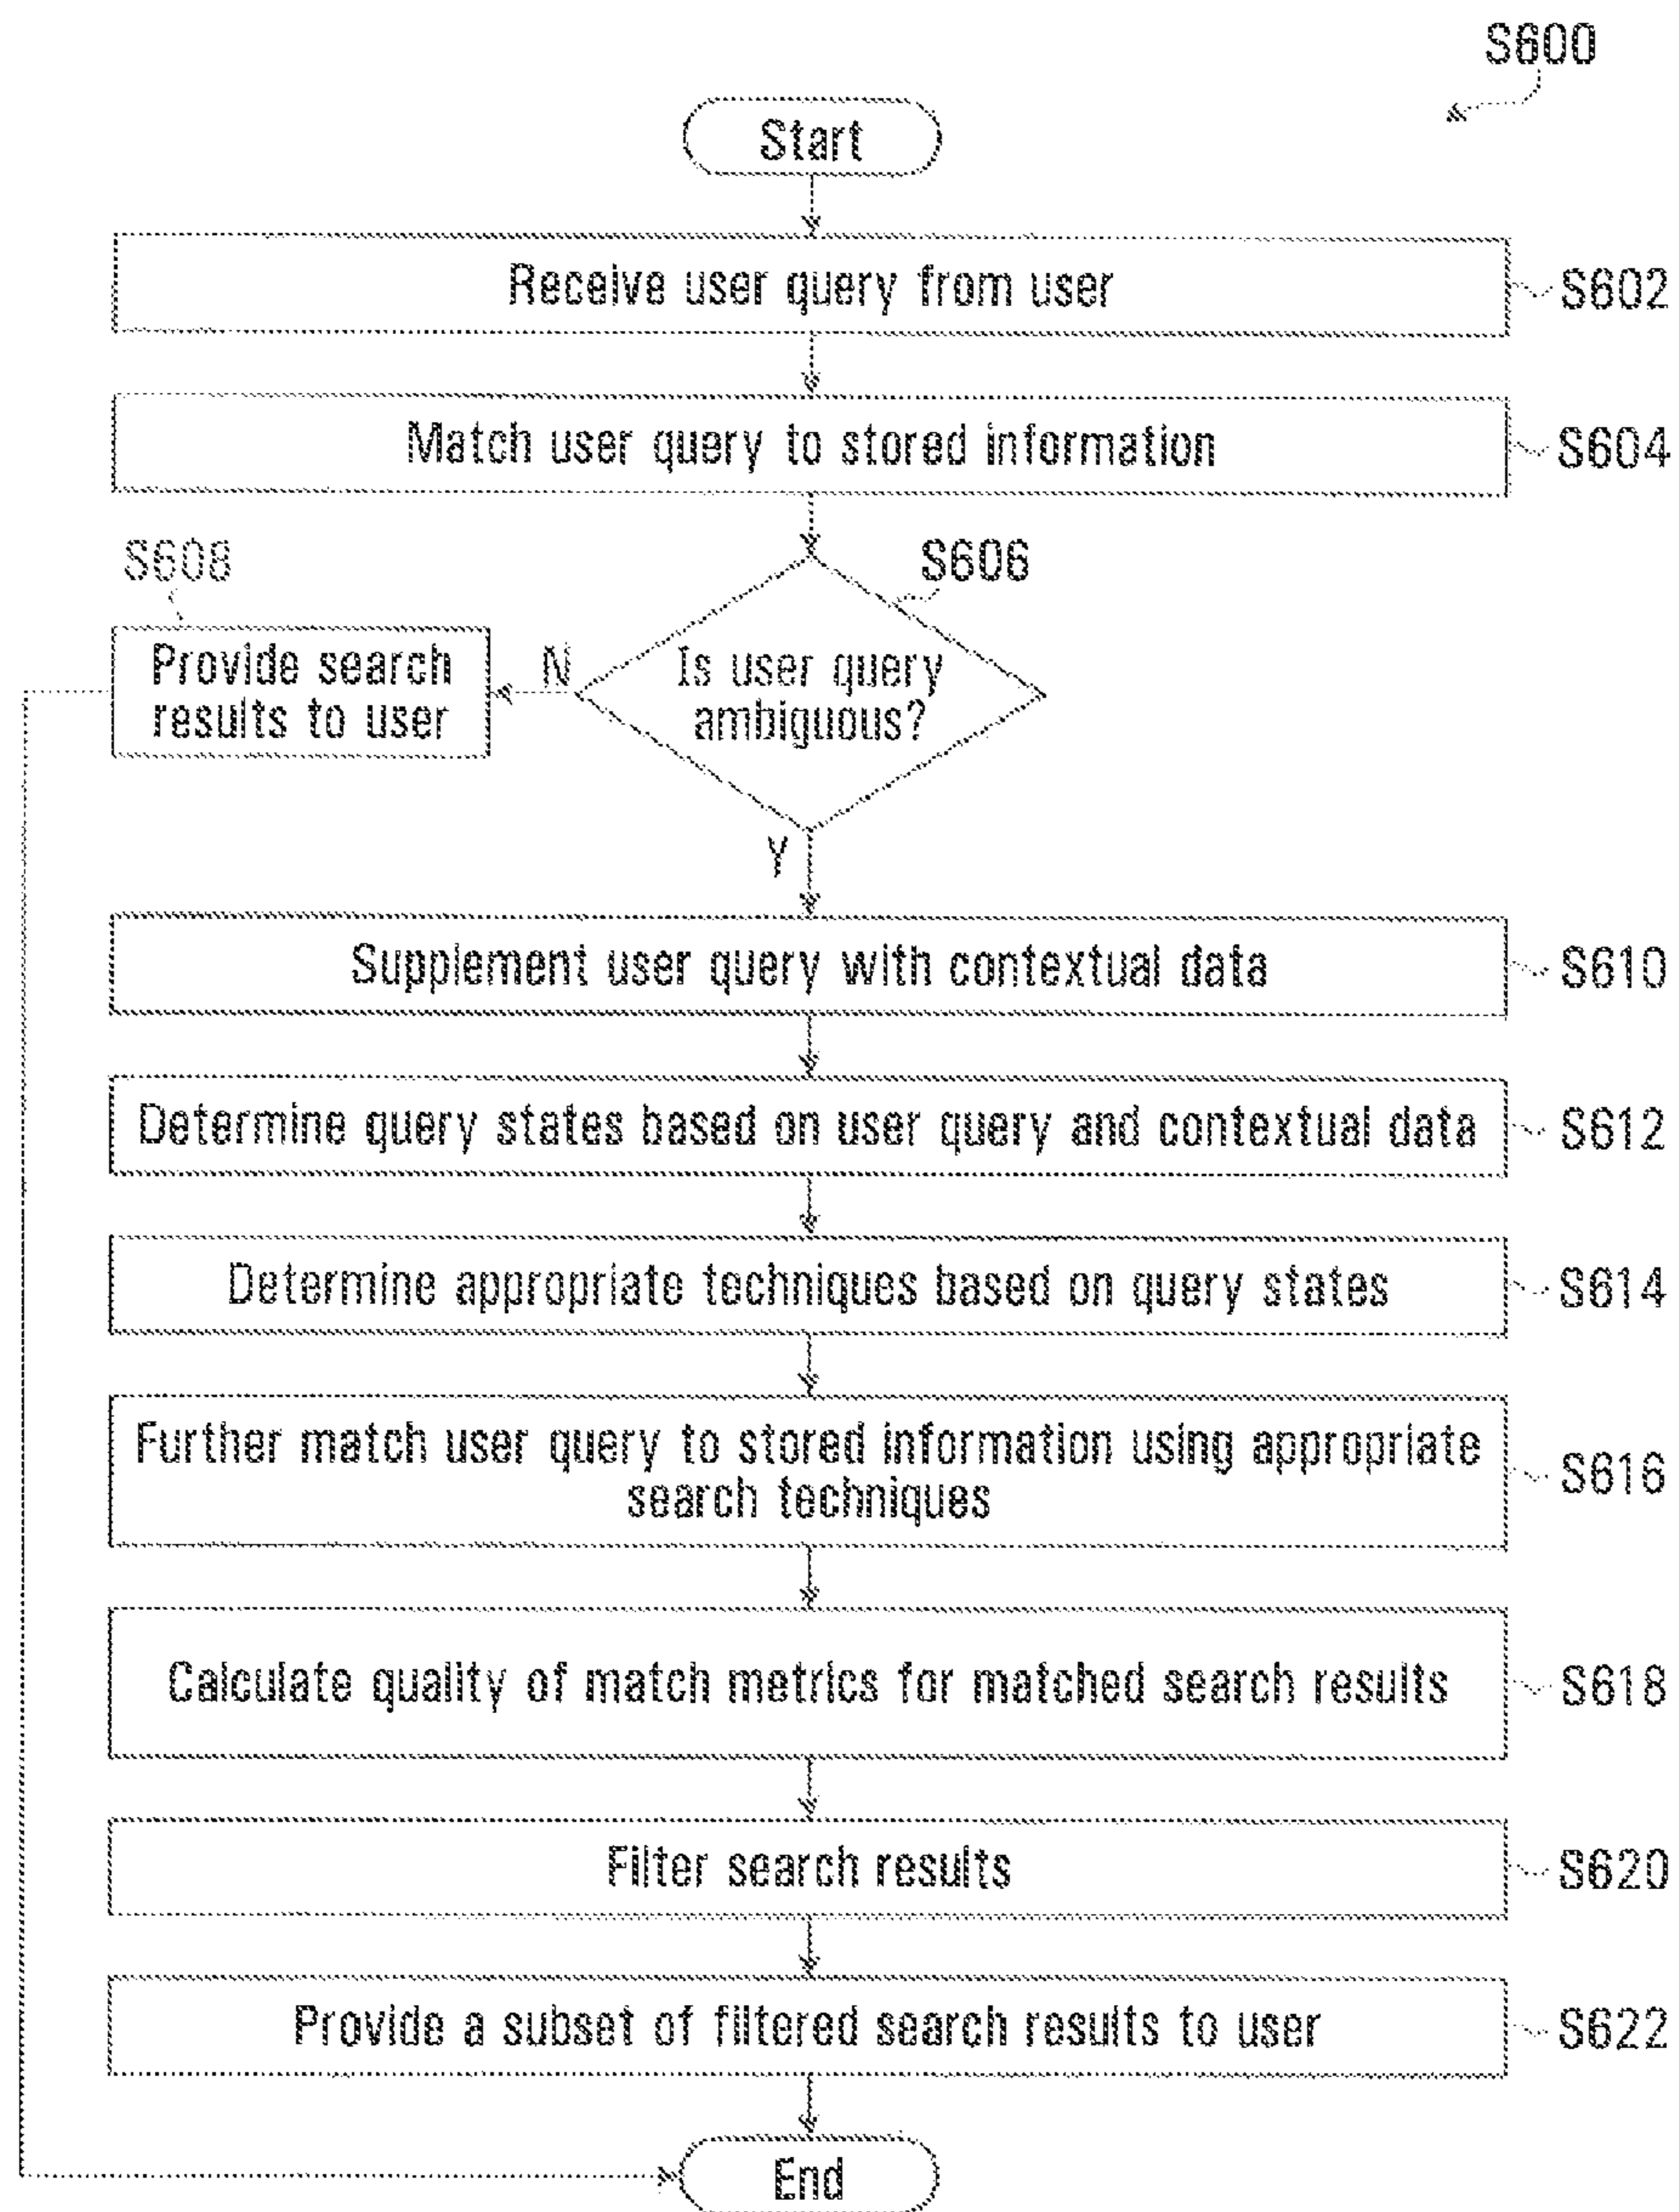 S600
Start
Receive user query from user
S602
Match user query to stored information
S604
S608
S606
Provide search
results to user
N
Is user query
ambiguous?
Y
Supplement user query with contextual data
S610
Determine query states based on user query and contextual data
S612
Determine appropriate techniques based on query states
S614
Further match user query to stored information using appropriate
search techniques
S616
Calculate quality of match metrics for matched search results
S618
Filter search results
S620
Provide a subset of filtered search results to user
S622
End